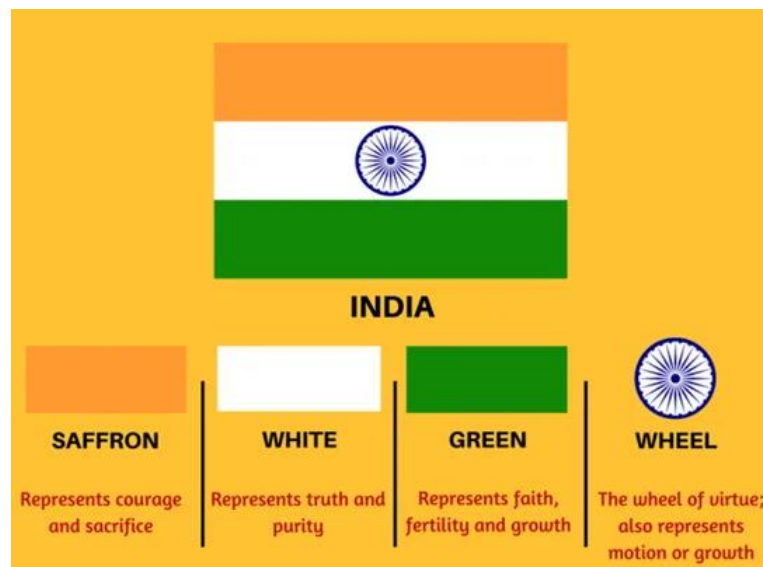 INDIA
SAFFRON
Represents courage
and sacrifice
WHITE
Represents truth and
purity
GREEN
Represents faith,
fertility and growth
WHEEL
The wheel of virtue;
also represents
motion or growth